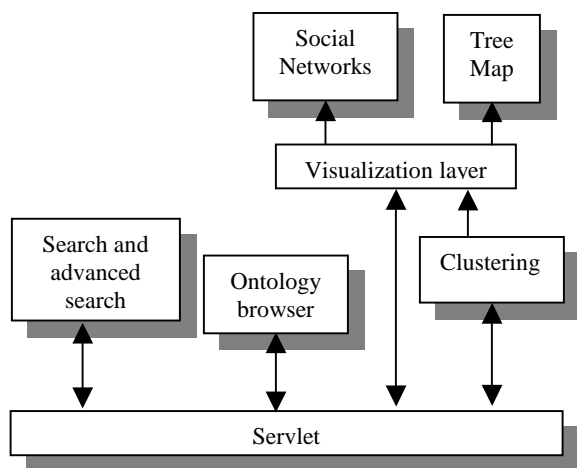 Social
Networks
Tree
Map
Visualization layer
Search and
advanced
search
Ontology
browser
Clustering
Servlet